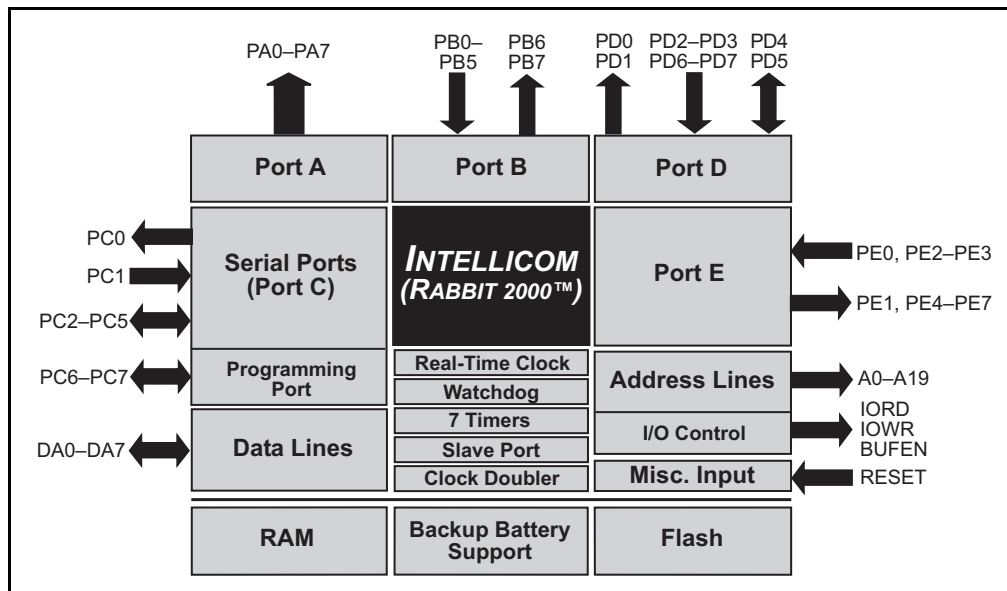 PA0–PA7
PB0–
PB5
PB6
PB7
PD0
PD1
PD2–PD3
PD6–PD7
PD4
PD5
Port A
Port B
Port D
PC0
PC1
PC2–PC5
PC6–PC7
DA0–DA7
Serial Ports
(Port C)
Programming
Port
Data Lines
INTELLICOM
(RABBIT 2000™)
Real-Time Clock
Watchdog
7 Timers
Slave Port
Clock Doubler
Port E
Address Lines
I/O Control
Misc. Input
PE0, PE2–PE3
PE1, PE4–PE7
A0–A19
IORD
IOWR
BUFEN
RESET
RAM
Backup Battery
Support
Flash